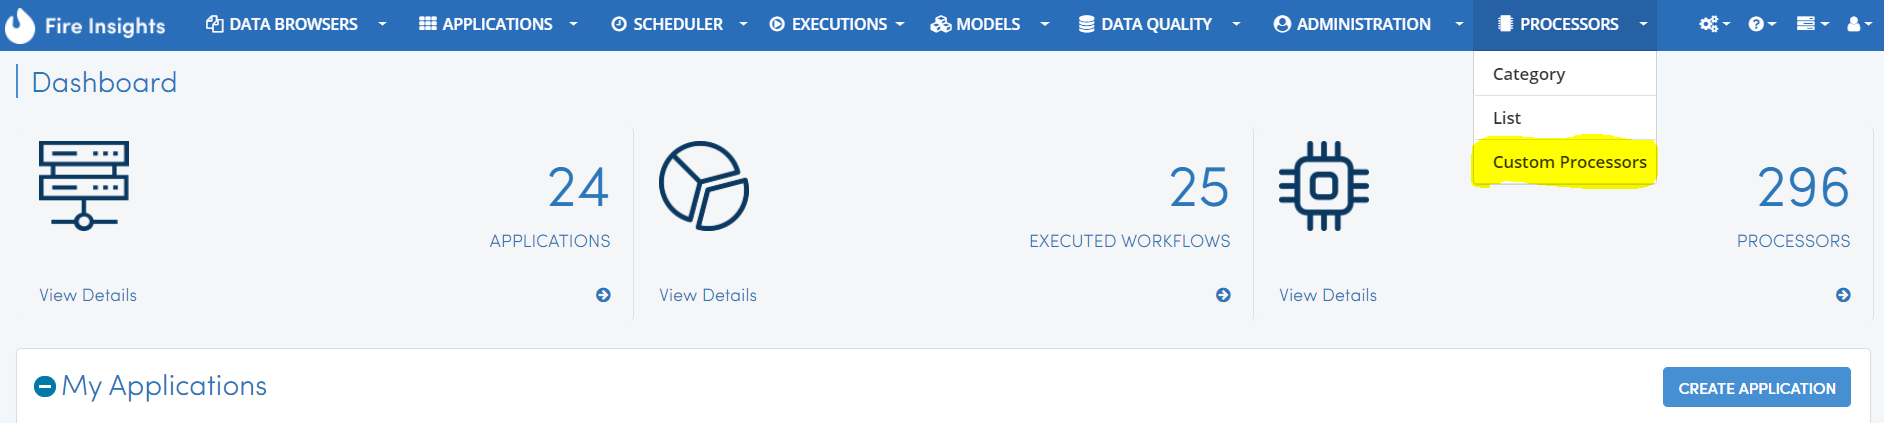 Fire Insights DATA BROWSERS APPLICATIONS SCHEDULER EXECUTIONS MODELS DATA QUALITY ADMINISTRATION PROCESSORS
Dashboard
Category
List
Custom Processors
24
APPLICATIONS
View Details
25
EXECUTED WORKFLOWS
View Details
296
PROCESSORS
View Details
My Applications
CREATE APPLICATION